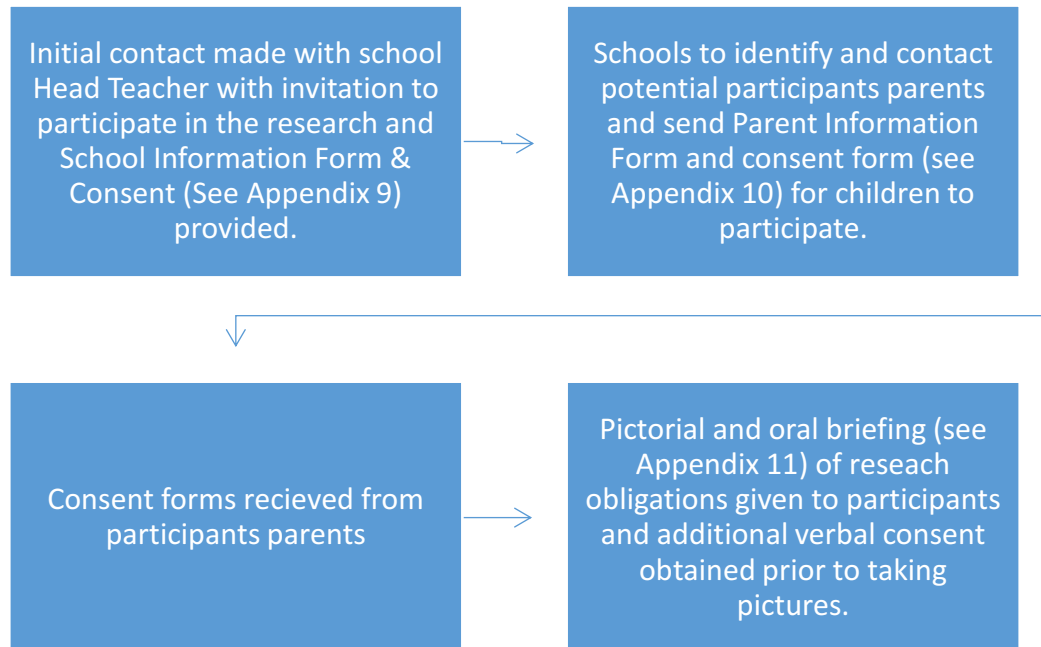 Initial contact made with school
Head Teacher with invitation to
participate in the research and
School Information Form &
Consent (See Appendix 9)
provided.
Schools to identify and contact
potential participants parents
and send Parent Information
Form and consent form (see
Appendix 10) for children to
participate.
Consent forms recieved from
participants parents
Pictorial and oral briefing (see
Appendix 11) of reseach
obligations given to participants
and additional verbal consent
obtained prior to taking
pictures.